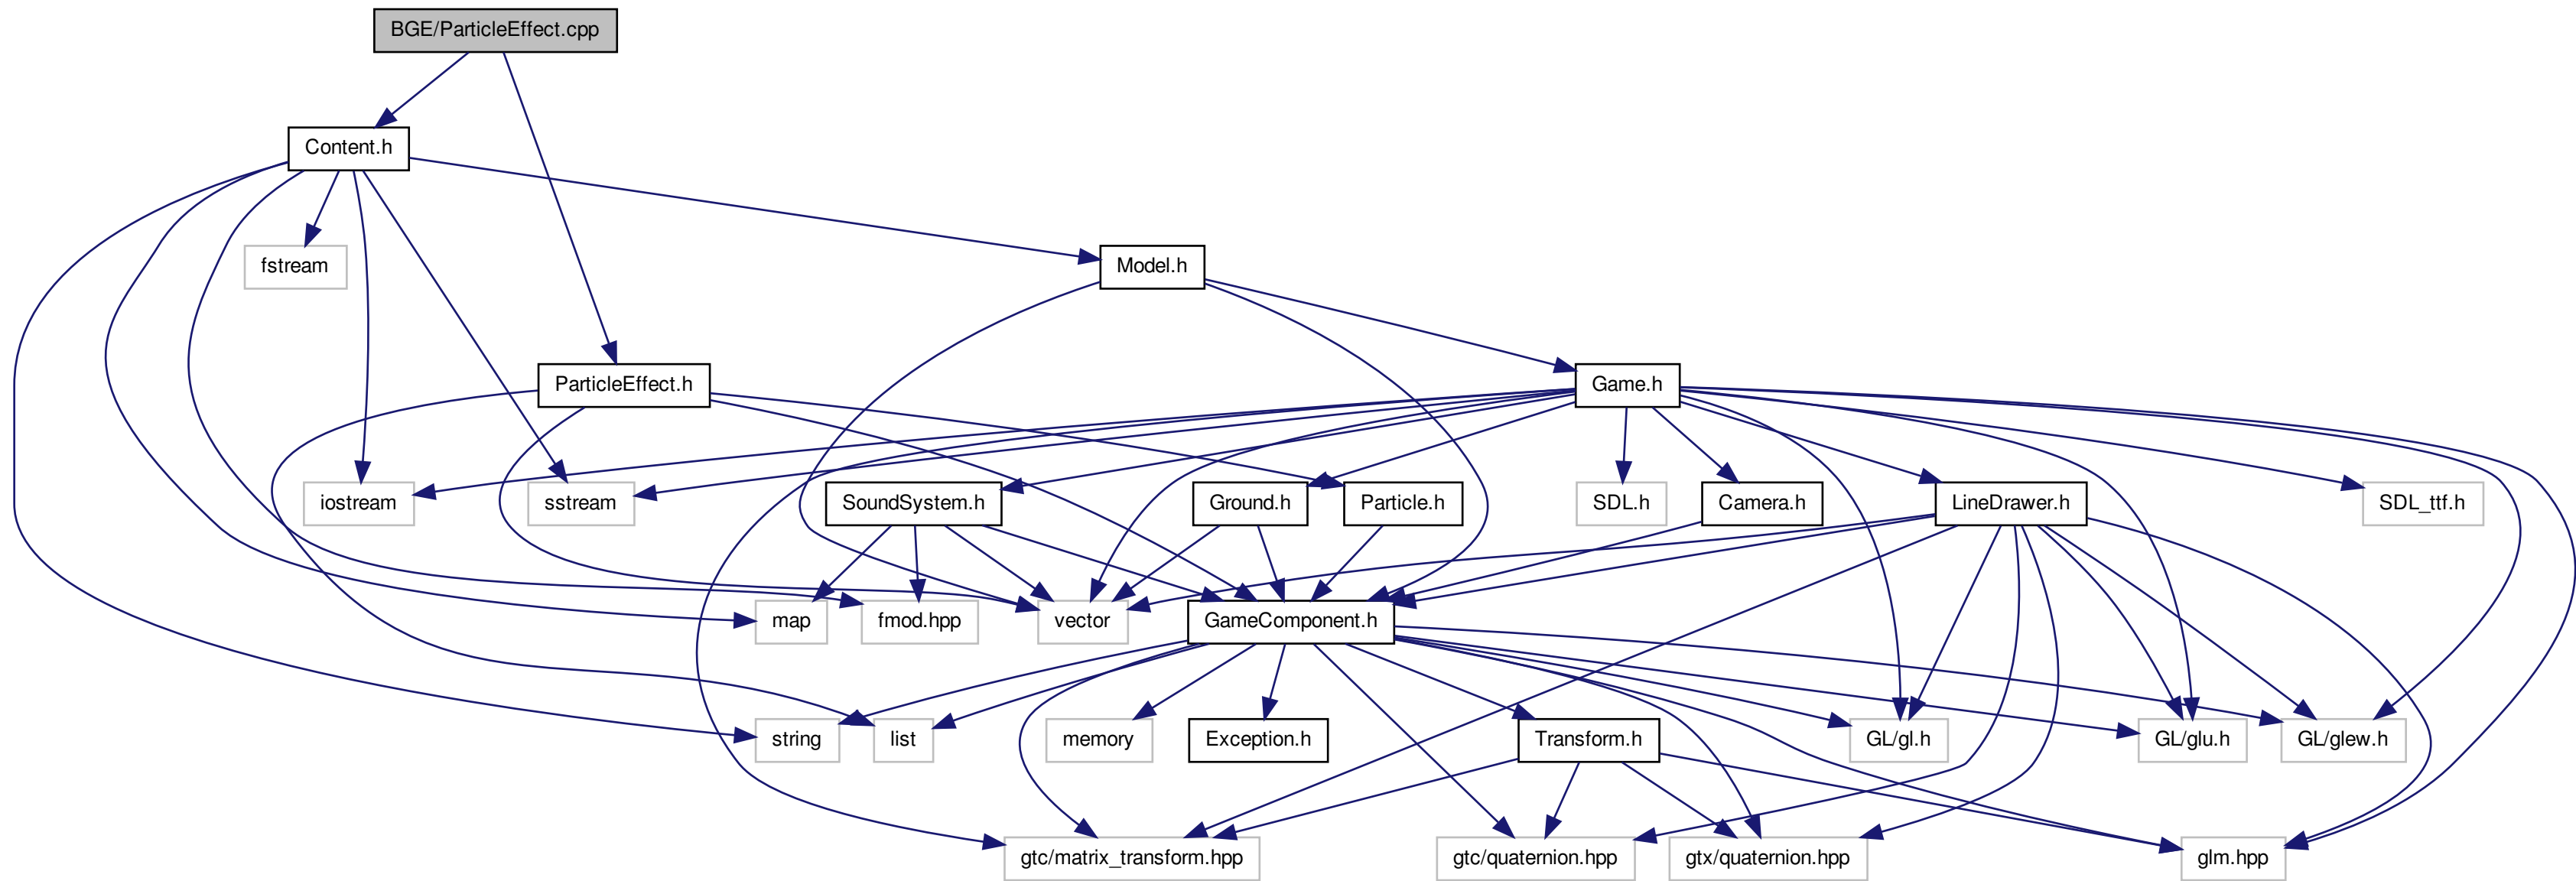 BGE/ParticleEffect.cpp
Content.h
fstream
Model.h
ParticleEffect.h
Game.h
iostream
sstream
SoundSystem.h
Ground.h
Particle.h
SDL.h
Camera.h
LineDrawer.h
SDL_ttf.h
map
fmod.hpp
vector
GameComponent.h
string
list
memory
Exception.h
Transform.h
GL/gl.h
GL/glu.h
GL/glew.h
gtc/matrix_transform.hpp
gtc/quaternion.hpp
gtx/quaternion.hpp
glm.hpp